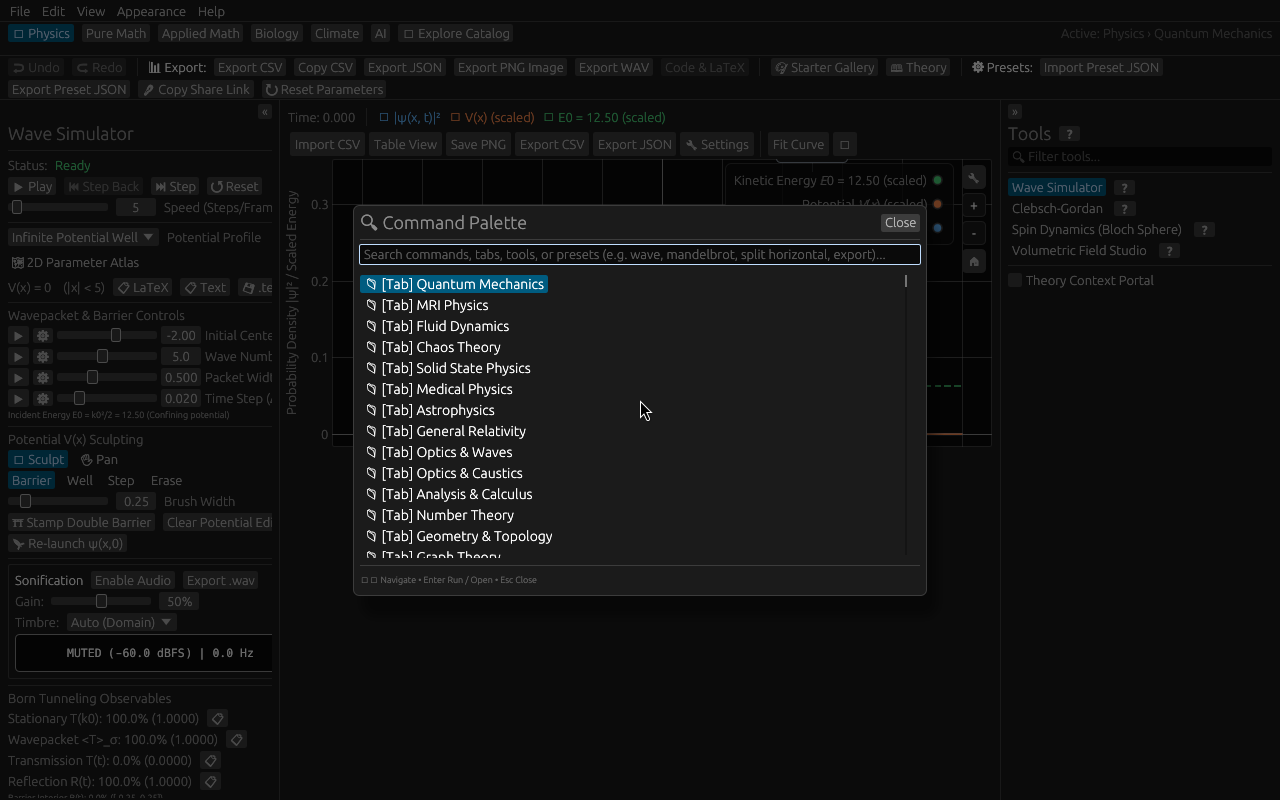 File Edit View Appearance Help
Physics Pure Math Applied Math Biology Climate AI Explore Catalog Active: Physics › Quantum Mechanics
Undo Redo Export: Export CSV Copy CSV Export JSON Export PNG Image Export WAV Code & LaTeX Starter Gallery Theory Presets: Import Preset JSON
Export Preset JSON Copy Share Link Reset Parameters
«
Wave Simulator
Status: Ready
Play Step Back Step Reset
5 Speed (Steps/Fram
Infinite Potential Well Potential Profile
2D Parameter Atlas
V(x) = 0 (|x| < 5) LaTeX Text .te
Wavepacket & Barrier Controls
-2.00 Initial Cente
5.0 Wave Numb
0.500 Packet Widt
0.020 Time Step (
Incident Energy E0 = k0²/2 = 12.50 (Confining potential)
Potential V(x) Sculpting
Sculpt Pan
Barrier Well Step Erase
0.25 Brush Width
Stamp Double Barrier Clear Potential Edi
Re-launch ψ(x,0)
Sonification Enable Audio Export .wav
Gain: 50%
Timbre: Auto (Domain)
MUTED (-60.0 dBFS) | 0.0 Hz
Born Tunneling Observables
Stationary T(k0): 100.0% (1.0000)
Wavepacket <T>_σ: 100.0% (1.0000)
Transmission T(t): 0.0% (0.0000)
Reflection R(t): 100.0% (1.0000)
Time: 0.000 |ψ(x, t)|² V(x) (scaled) E0 = 12.50 (scaled)
Import CSV Table View Save PNG Export CSV Export JSON Settings Fit Curve
Probability Density |ψ|² / Scaled Energy
0.3
0.2
0.1
0
Kinetic Energy E0 = 12.50 (scaled)
Potential V(x) (scaled)
+
-
Command Palette Close
Search commands, tabs, tools, or presets (e.g. wave, mandelbrot, split horizontal, export)...
[Tab] Quantum Mechanics
[Tab] MRI Physics
[Tab] Fluid Dynamics
[Tab] Chaos Theory
[Tab] Solid State Physics
[Tab] Medical Physics
[Tab] Astrophysics
[Tab] General Relativity
[Tab] Optics & Waves
[Tab] Optics & Caustics
[Tab] Analysis & Calculus
[Tab] Number Theory
[Tab] Geometry & Topology
[Tab] Graph Theory
Navigate • Enter Run / Open • Esc Close
»
Tools ?
Filter tools...
Wave Simulator ?
Clebsch-Gordan ?
Spin Dynamics (Bloch Sphere) ?
Volumetric Field Studio ?
Theory Context Portal